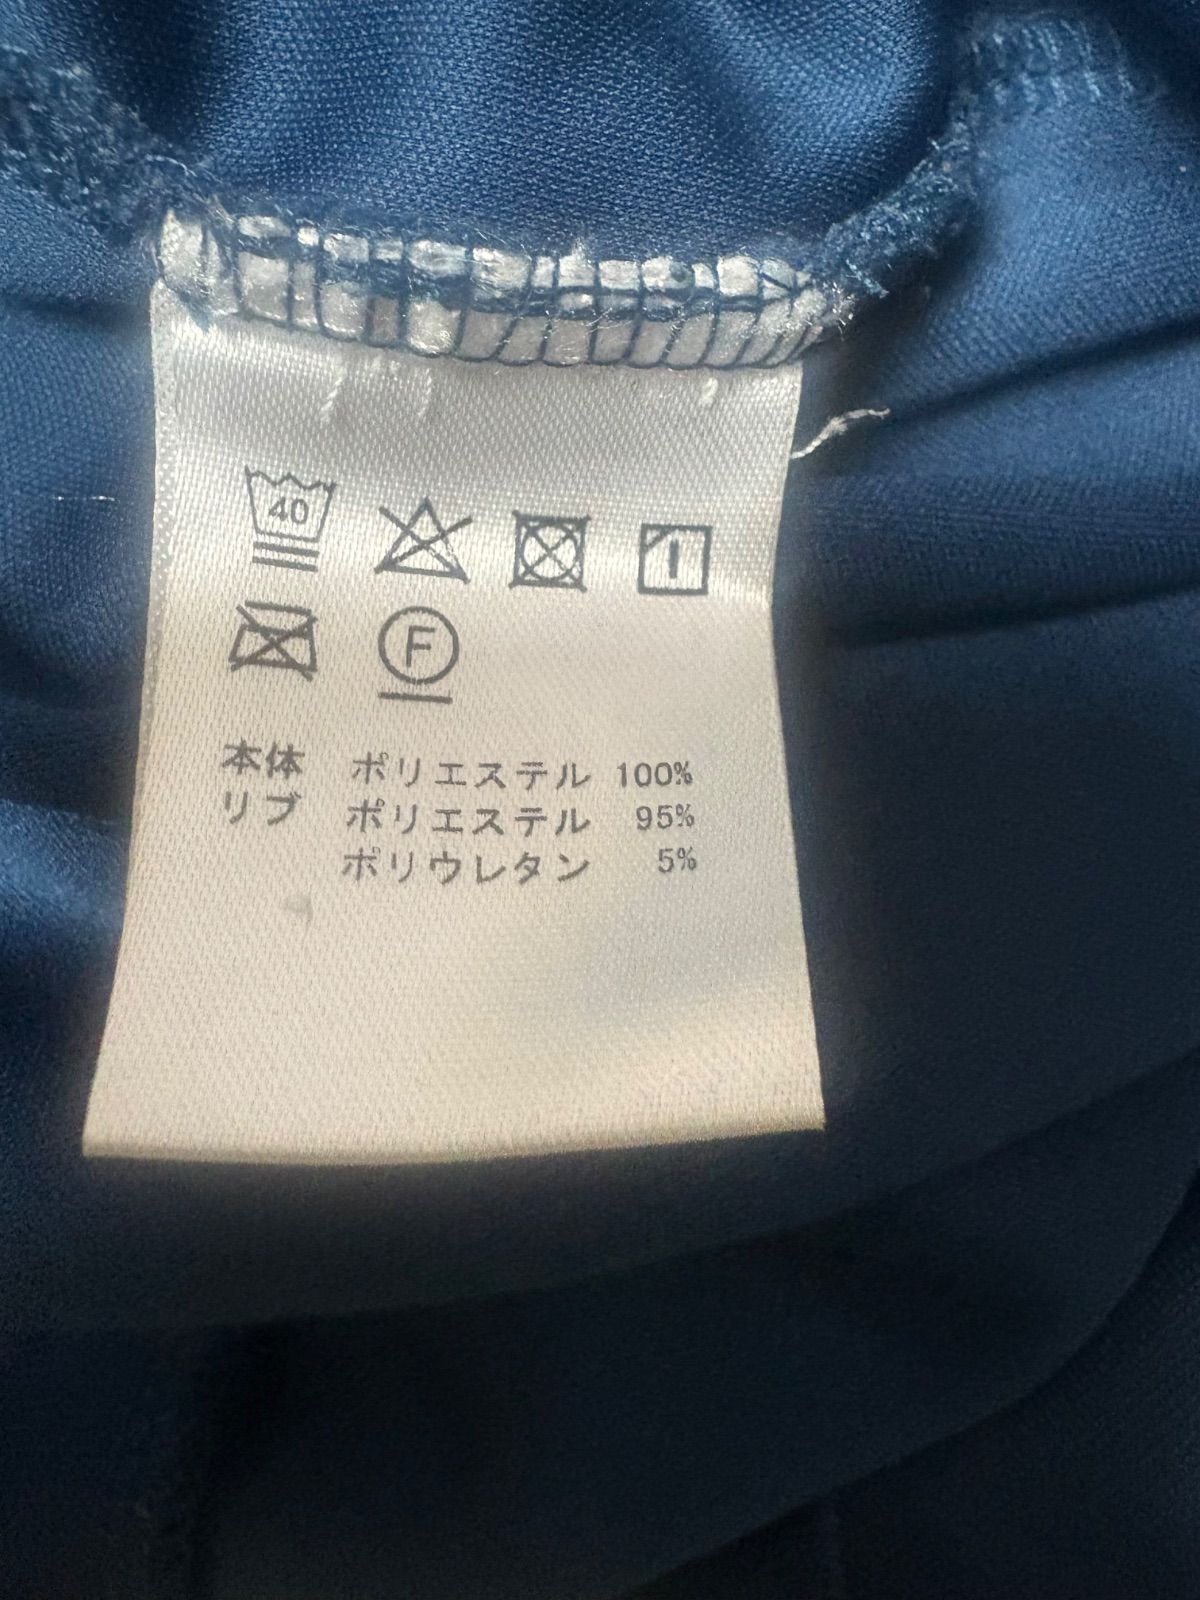 40
F
本体 ポリエステル 100%
リブ ポリエステル 95%
ポリウレタン 5%